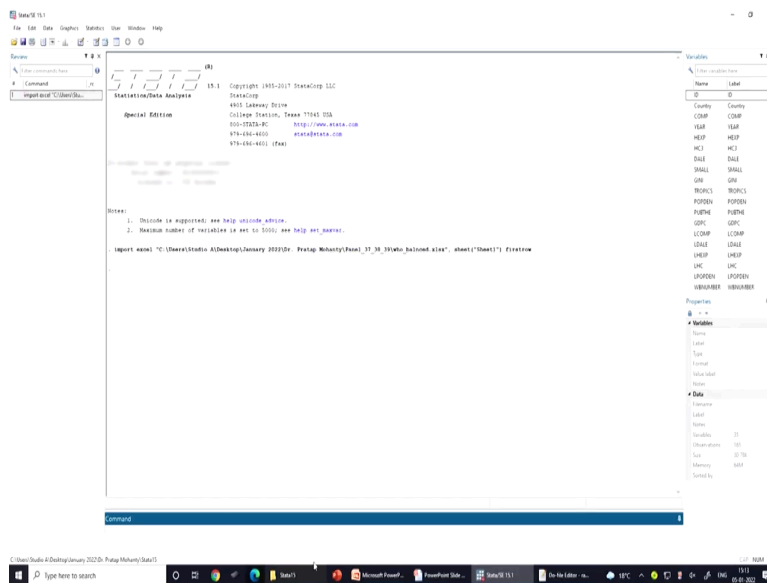 Stata/SE 15.1
File Edit Data Graphics Statistics User Window Help
Review
Filter commands here
# Command _rc
1 import excel "C:\Users\Stu...
(R)
15.1 Copyright 1985-2017 StataCorp LLC
Statistics/Data Analysis StataCorp
4905 Lakeway Drive
Special Edition College Station, Texas 77845 USA
800-STATA-PC http://www.stata.com
979-696-4600 stata@stata.com
979-696-4601 (fax)
Notes:
1. Unicode is supported; see help unicode_advice.
2. Maximum number of variables is set to 5000; see help set_maxvar.
. import excel "C:\Users\Studio A\Desktop\January 2022\Dr. Pratap Mohanty\Panel_37_38_39\who_balnced.xlsx", sheet("Sheet1") firstrow
.
Command
Variables
Filter variables here
Name Label
ID ID
Country Country
COMP COMP
YEAR YEAR
HEXP HEXP
HC3 HC3
DALE DALE
SMALL SMALL
GINI GINI
TROPICS TROPICS
POPDEN POPDEN
PUBTHE PUBTHE
GDPC GDPC
LCOMP LCOMP
LDALE LDALE
LHEXP LHEXP
LHC LHC
LPOPDEN LPOPDEN
WBNUMBER WBNUMBER
Properties
Variables
Name
Label
Type
Format
Value label
Notes
Data
Filename
Label
Notes
Variables
Observations
Size
Memory 64M
Sorted by
C:\Users\Studio A\Desktop\January 2022\Dr. Pratap Mohanty\Stata15
CAP NUM
Type here to search
Stata15
Microsoft PowerP...
PowerPoint Slide ...
Stata/SE 15.1
18°C
ENG
15:13
05-01-2022